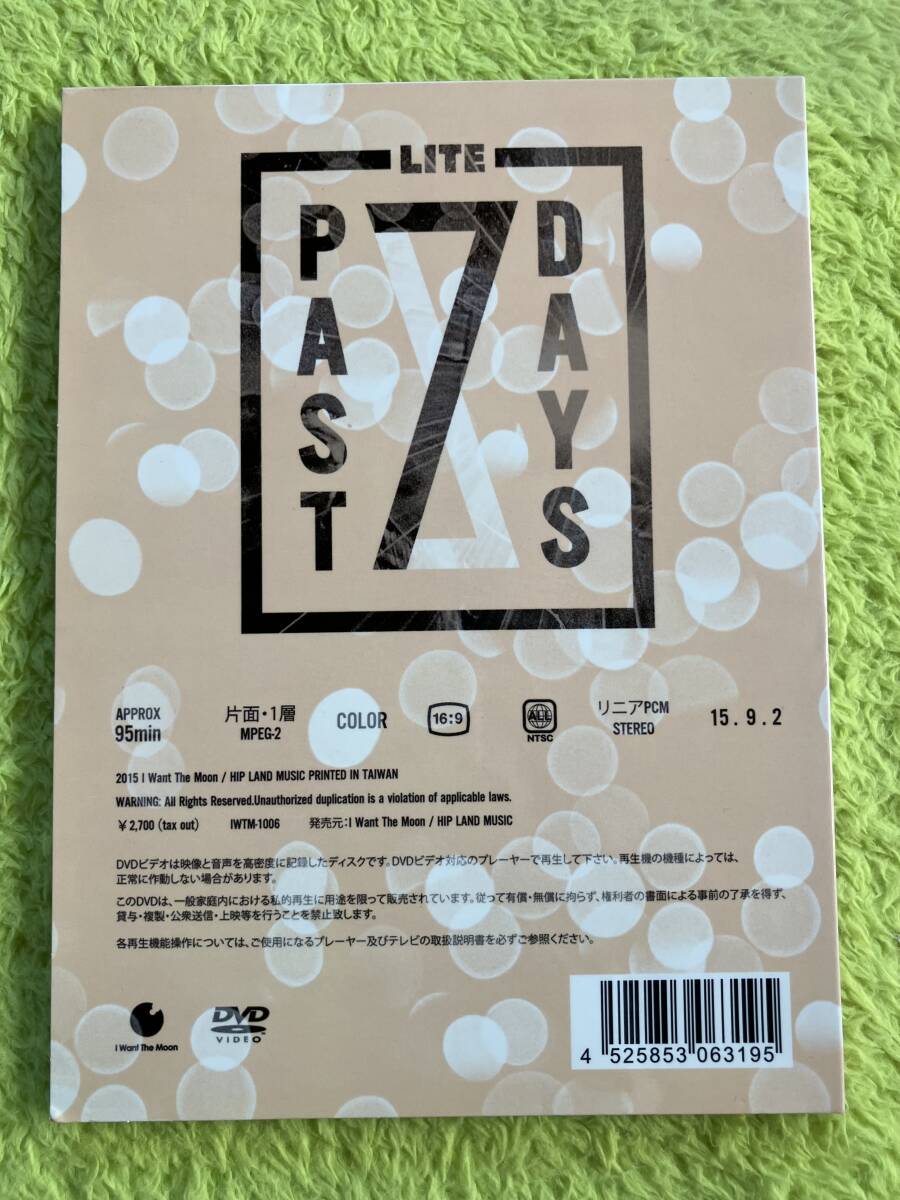 LITE
PAST
7
DAYS
APPROX
95min
片面・1層
MPEG-2
COLOR
16:9
ALL
NTSC
リニアPCM
STEREO
15.9.2
2015 I Want The Moon / HIP LAND MUSIC PRINTED IN TAIWAN
WARNING: All Rights Reserved.Unauthorized duplication is a violation of applicable laws.
¥2,700 (tax out) IWTM-1006 発売元:I Want The Moon / HIP LAND MUSIC
DVDビデオは映像と音声を高密度に記録したディスクです。DVDビデオ対応のプレーヤーで再生して下さい。再生機の機種によっては、
正常に作動しない場合があります。
このDVDは、一般家庭内における私的再生に用途を限って販売されています。従って有償・無償に拘らず、権利者の書面による事前の了承を得ず、
貸与・複製・公衆送信・上映等を行うことを禁止致します。
各再生機能操作については、ご使用になるプレーヤー及びテレビの取扱説明書を必ずご参照ください。
I Want The Moon
DVD
VIDEO
4 525853 063195